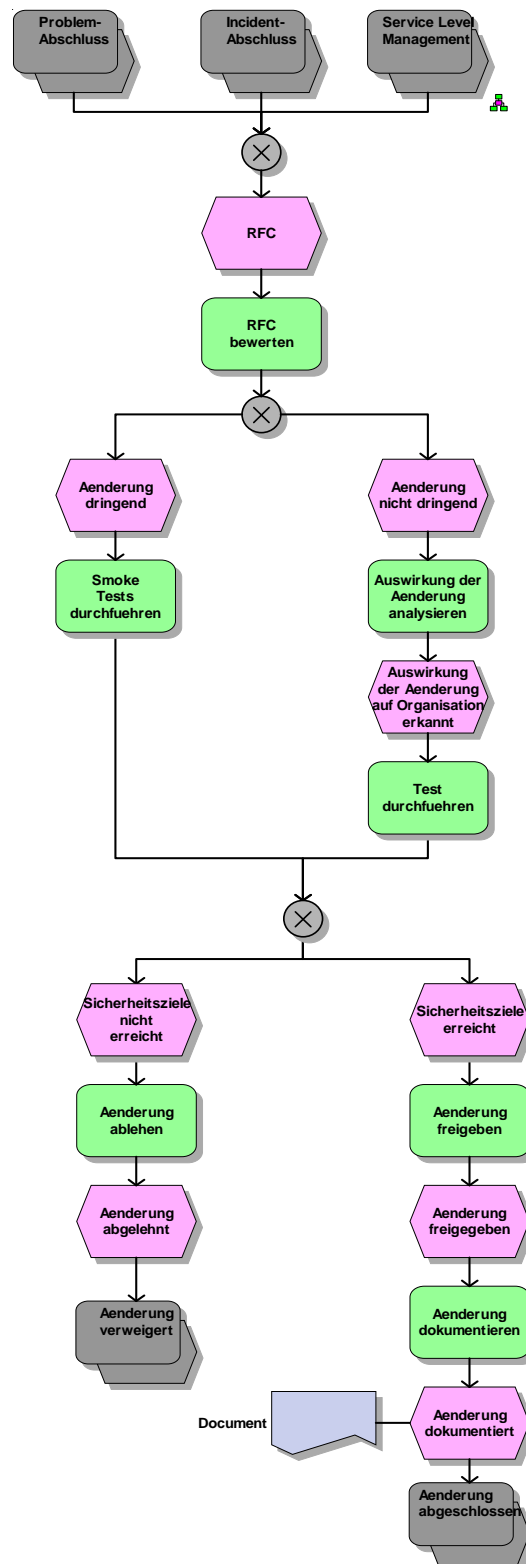 Problem-
Abschluss
Incident-
Abschluss
Service Level
Management
RFC
RFC
bewerten
Aenderung
dringend
Aenderung
nicht dringend
Smoke
Tests
durchfuehren
Auswirkung der
Aenderung
analysieren
Auswirkung
der Aenderung
auf Organisation
erkannt
Test
durchfuehren
Sicherheitsziele
nicht
erreicht
Sicherheitsziele
erreicht
Aenderung
ablehen
Aenderung
freigeben
Aenderung
abgelehnt
Aenderung
freigegeben
Aenderung
verweigert
Aenderung
dokumentieren
Document
Aenderung
dokumentiert
Aenderung
abgeschlossen